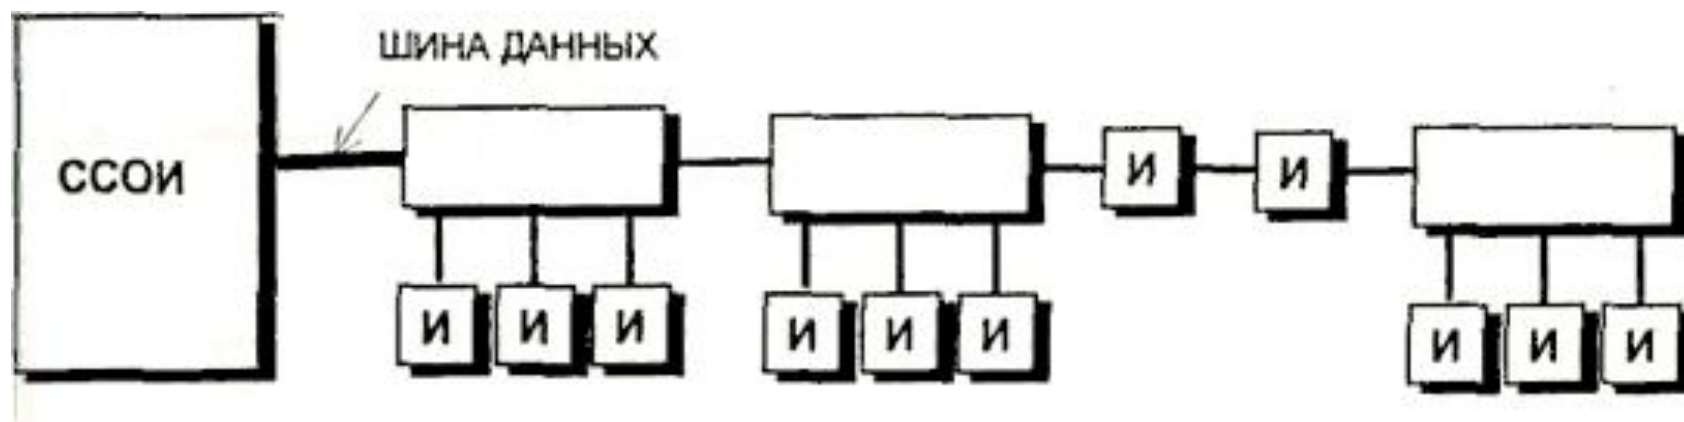 ШИНА ДАННЫХ
ССОИ
И
И
И И И
И И И
И И И